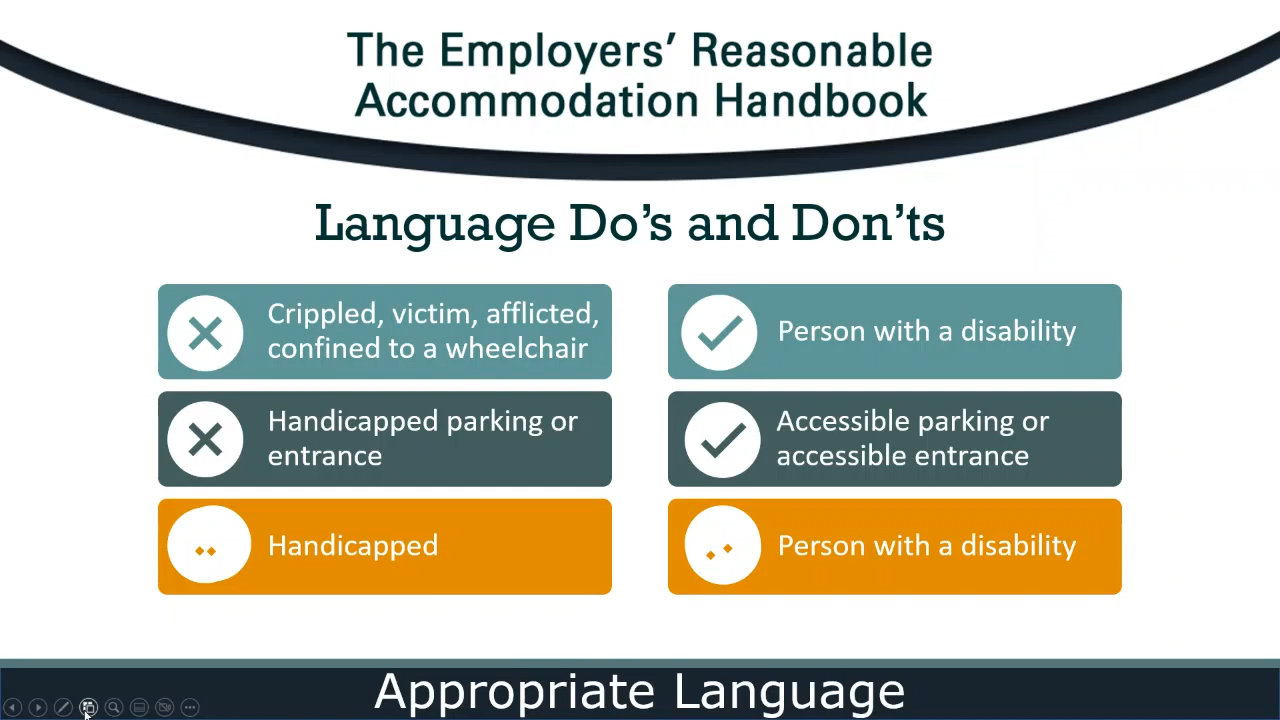 The Employers’ Reasonable
Accommodation Handbook
Language Do’s and Don’ts
Crippled, victim, afflicted,
confined to a wheelchair
Person with a disability
Handicapped parking or
entrance
Accessible parking or
accessible entrance
Handicapped
Person with a disability
Appropriate Language